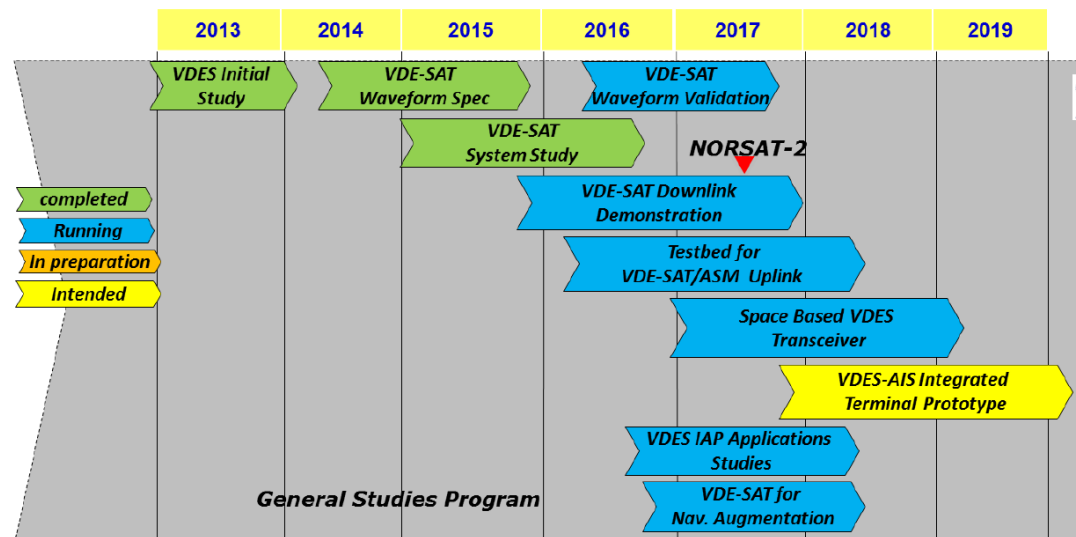 2013 2014 2015 2016 2017 2018 2019
VDES Initial
Study
VDE-SAT
Waveform Spec
VDE-SAT
Waveform Validation
VDE-SAT
System Study
NORSAT-2
VDE-SAT Downlink
Demonstration
completed
Running
In preparation
Intended
Testbed for
VDE-SAT/ASM Uplink
Space Based VDES
Transceiver
VDES-AIS Integrated
Terminal Prototype
VDES IAP Applications
Studies
General Studies Program
VDE-SAT for
Nav. Augmentation